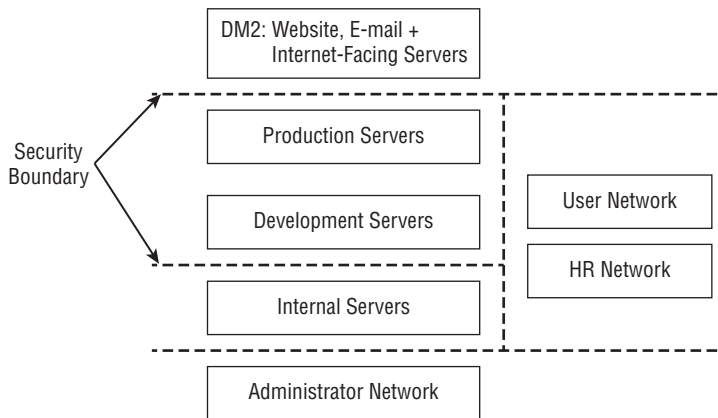 DM2: Website, E-mail +
Internet-Facing Servers
Production Servers
Security
Boundary
Development Servers
User Network
HR Network
Internal Servers
Administrator Network